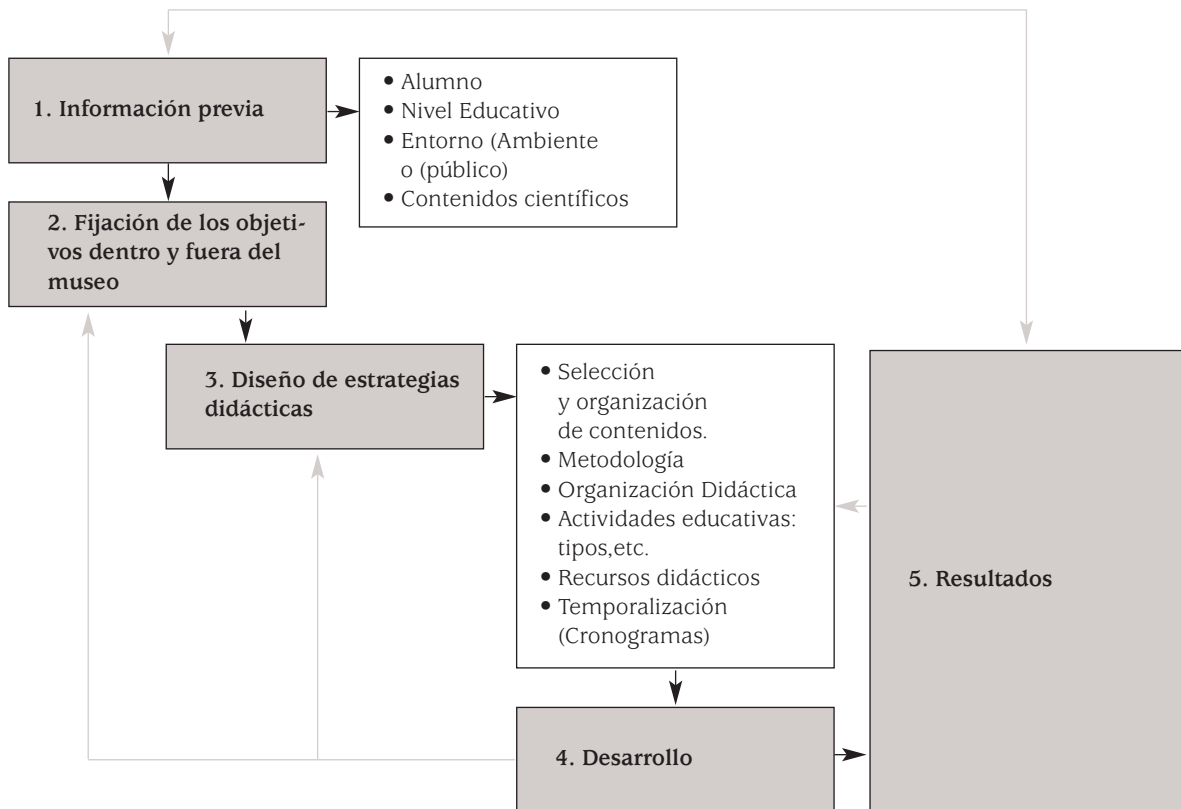 1. Información previa
• Alumno
• Nivel Educativo
• Entorno (Ambiente
o (público)
• Contenidos científicos
2. Fijación de los objeti-
vos dentro y fuera del
museo
3. Diseño de estrategias
didácticas
• Selección
y organización
de contenidos.
• Metodología
• Organización Didáctica
• Actividades educativas:
tipos,etc.
• Recursos didácticos
• Temporalización
(Cronogramas)
4. Desarrollo
5. Resultados